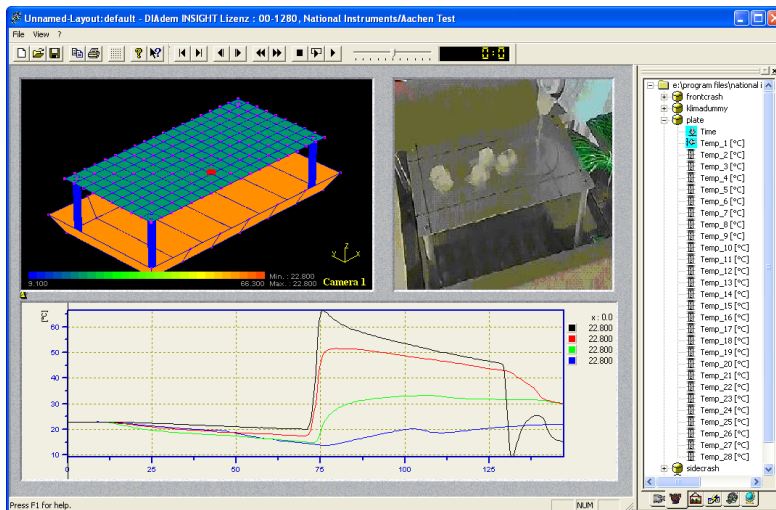 Unnamed-Layout:default - DIAdem INSIGHT Lizenz : 00-1280, National Instruments/Aachen Test
File View ?
0:0
9.100
66.300
Min. : 22.800
Max. : 22.800
Camera 1
x
y
z
[°C]
60
50
40
30
20
10
0
25
50
75
100
125
x : 0.0
22.800
22.800
22.800
22.800
e:\program files\national i
frontcrash
klimadummy
plate
Time
Temp_1 [°C]
Temp_2 [°C]
Temp_3 [°C]
Temp_4 [°C]
Temp_5 [°C]
Temp_6 [°C]
Temp_7 [°C]
Temp_8 [°C]
Temp_9 [°C]
Temp_10 [°C]
Temp_11 [°C]
Temp_12 [°C]
Temp_13 [°C]
Temp_14 [°C]
Temp_15 [°C]
Temp_16 [°C]
Temp_17 [°C]
Temp_18 [°C]
Temp_19 [°C]
Temp_20 [°C]
Temp_21 [°C]
Temp_22 [°C]
Temp_23 [°C]
Temp_24 [°C]
Temp_25 [°C]
Temp_26 [°C]
Temp_27 [°C]
Temp_28 [°C]
sidecrash
Press F1 for help.
NUM